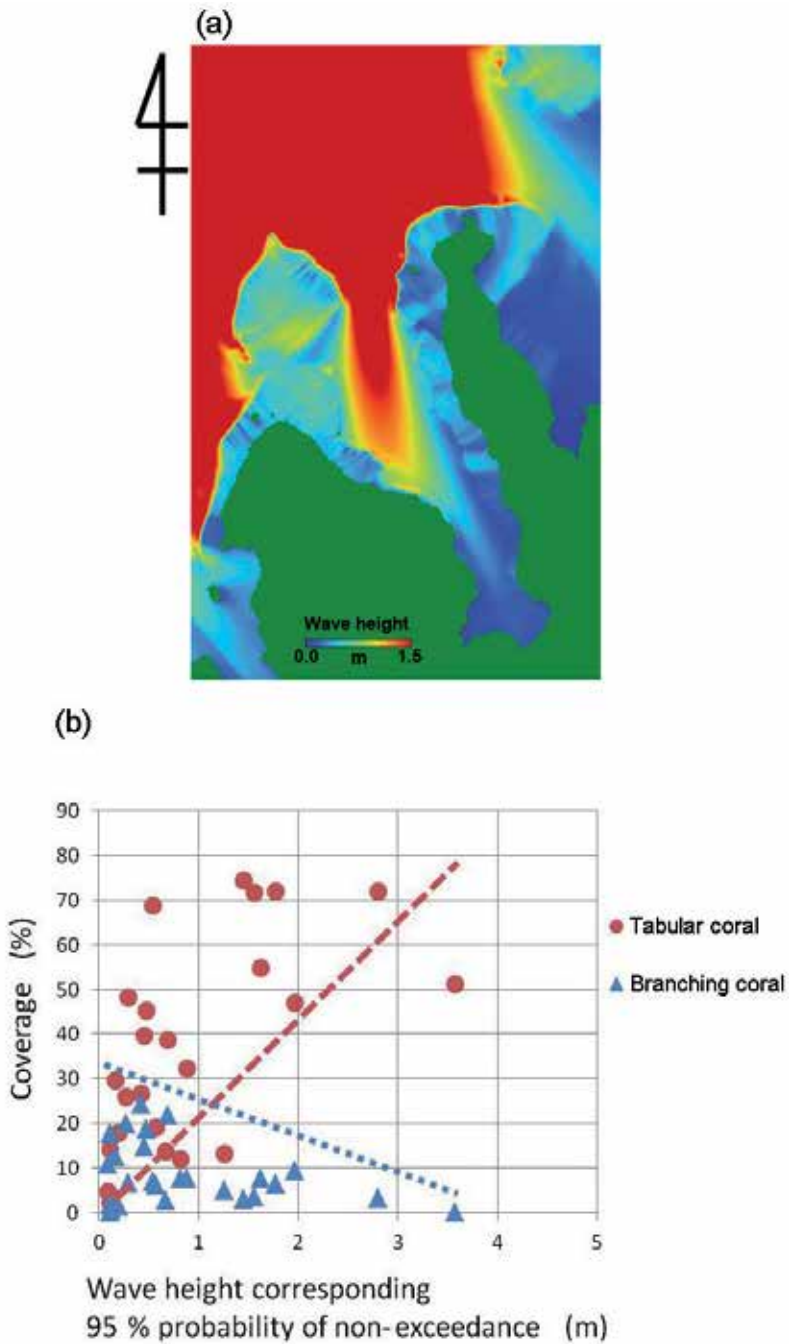 (a)
Wave height
0.0 m 1.5
(b)
90
80
70
60
50
40
30
20
10
0
Coverage (%)
0 1 2 3 4 5
Tabular coral
Branching coral
Wave height corresponding
95 % probability of non-exceedance (m)